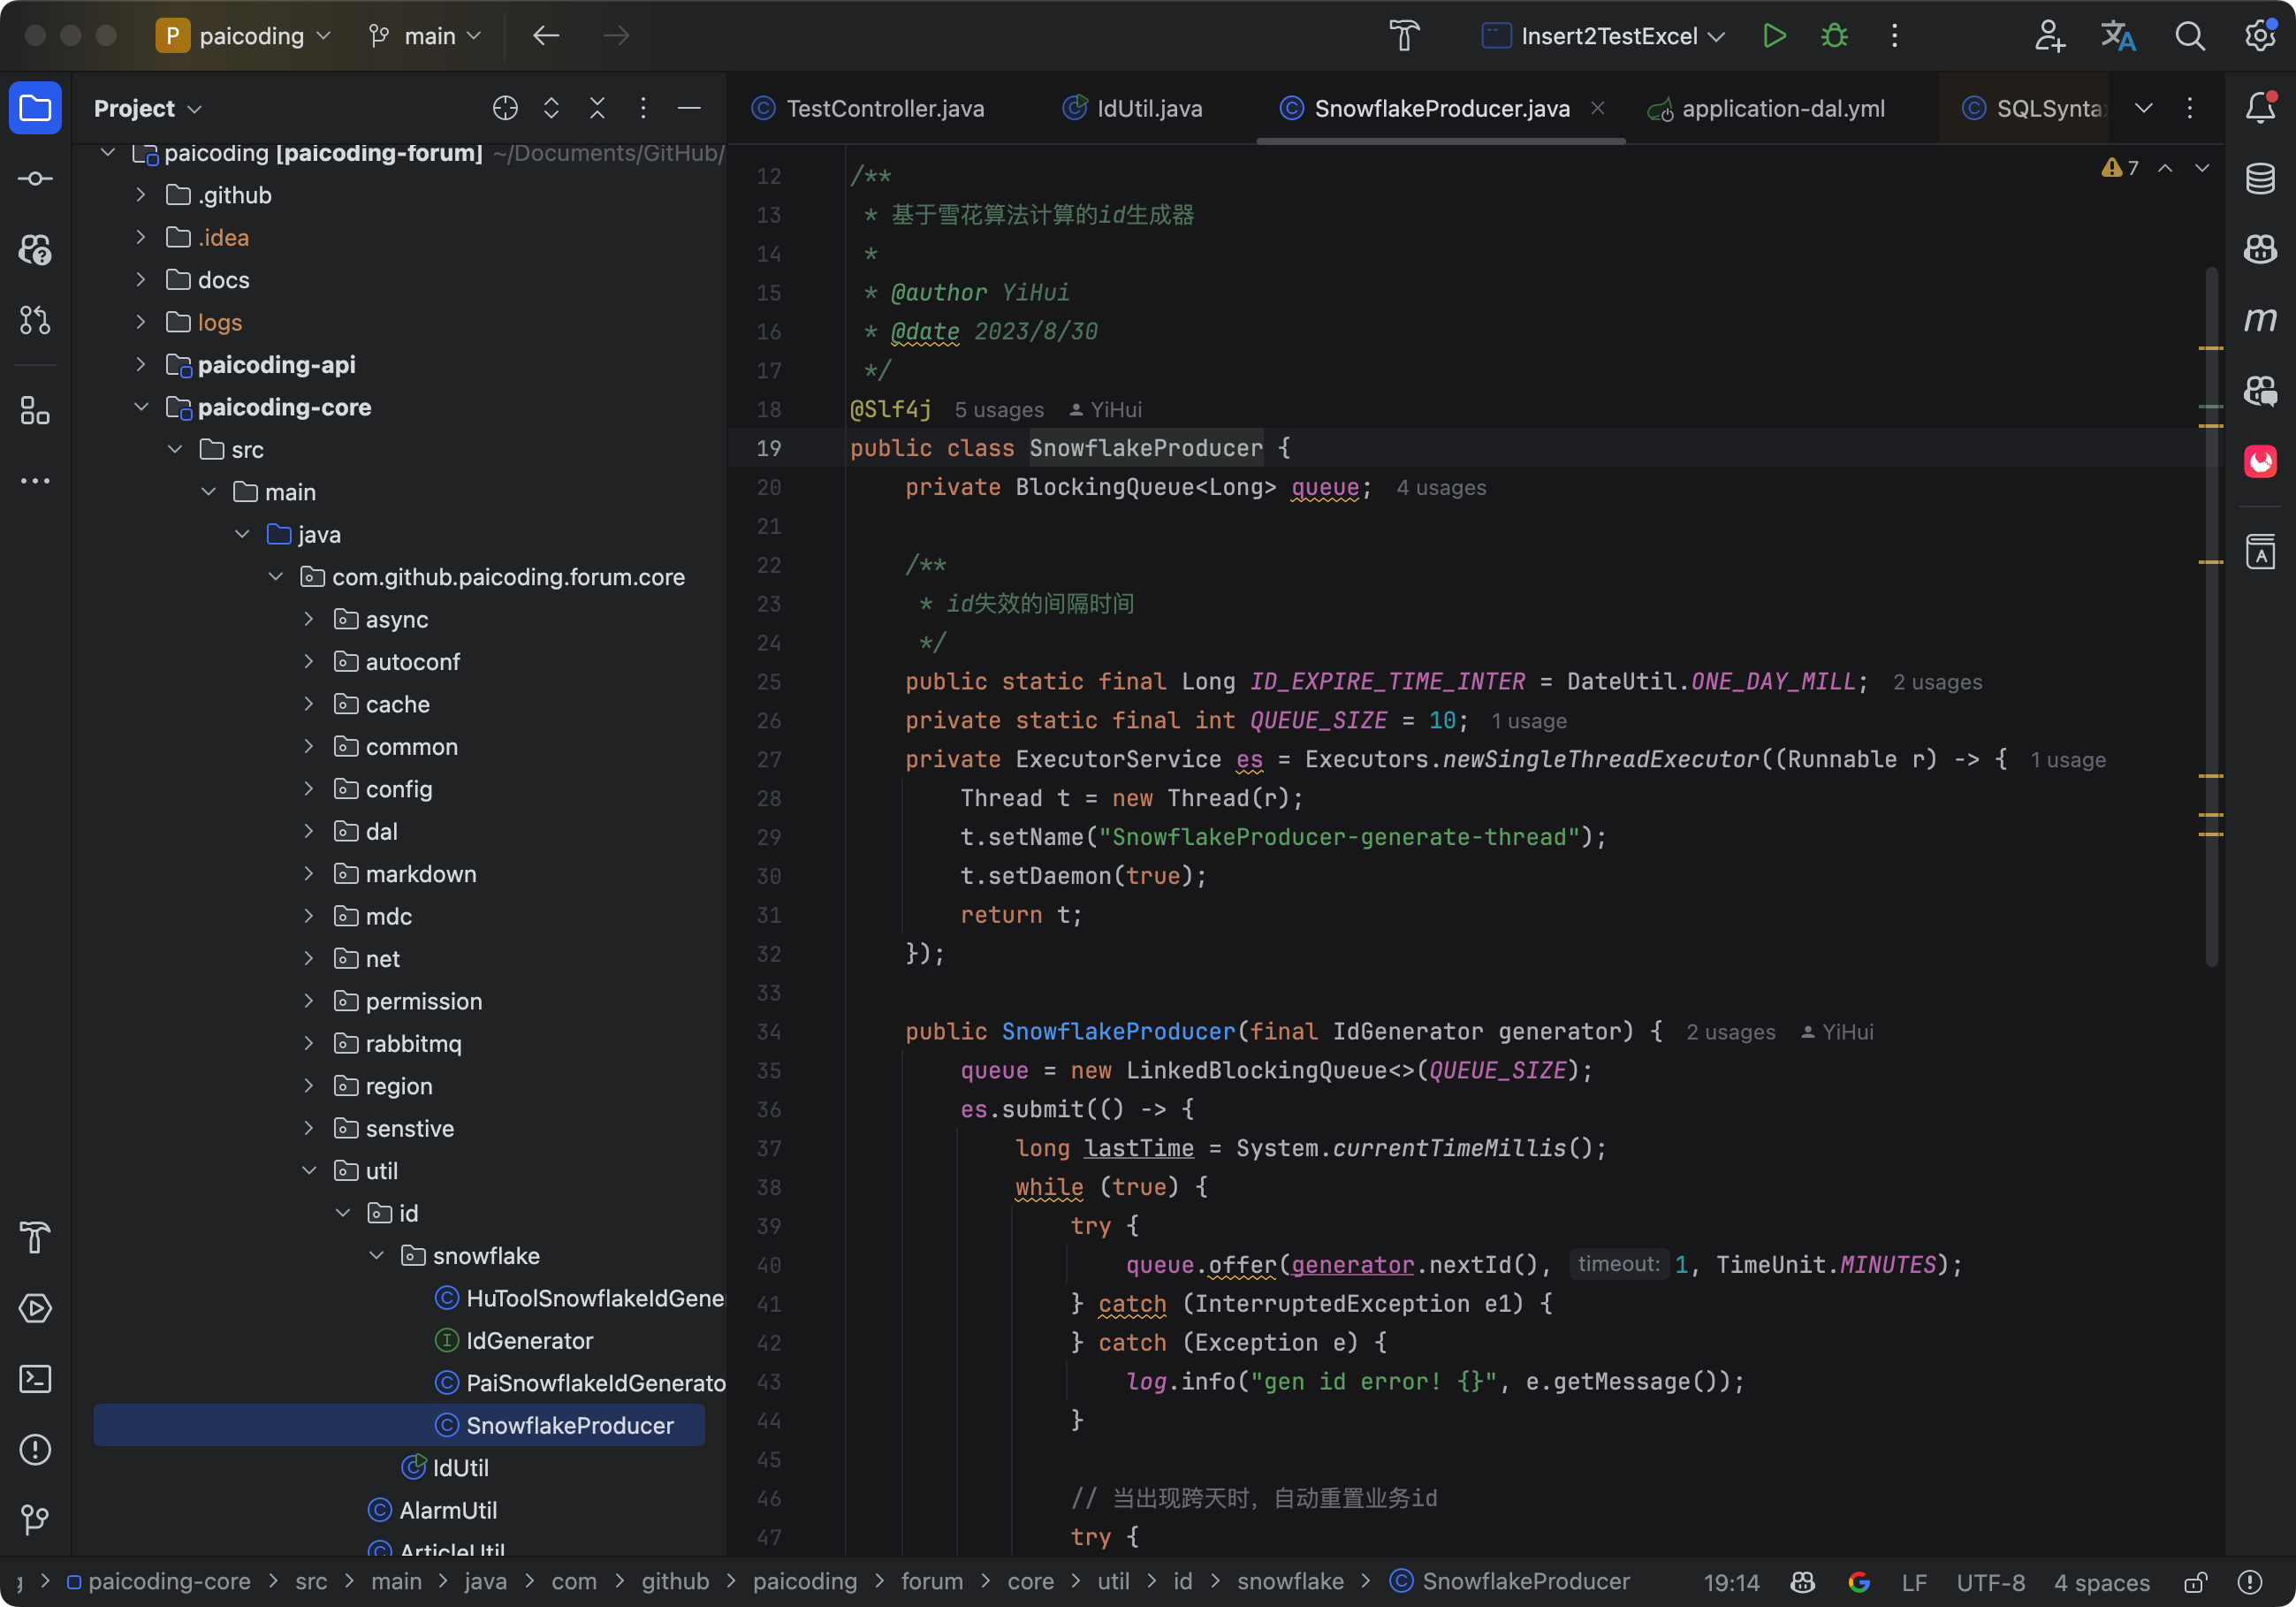 P paicoding main Insert2TestExcel
Project
TestController.java IdUtil.java SnowflakeProducer.java application-dal.yml SQLSynta
paicoding [paicoding-forum] ~/Documents/GitHub/
.github
.idea
docs
logs
paicoding-api
paicoding-core
src
main
java
com.github.paicoding.forum.core
async
autoconf
cache
common
config
dal
markdown
mdc
net
permission
rabbitmq
region
senstive
util
id
snowflake
HuToolSnowflakeIdGene
IdGenerator
PaiSnowflakeIdGenerato
SnowflakeProducer
IdUtil
AlarmUtil
ArticleUtil
7
12 /**
13 * 基于雪花算法计算的id生成器
14 *
15 * @author YiHui
16 * @date 2023/8/30
17 */
18 @Slf4j 5 usages YiHui
19 public class SnowflakeProducer {
20 private BlockingQueue<Long> queue; 4 usages
21
22 /**
23 * id失效的间隔时间
24 */
25 public static final Long ID_EXPIRE_TIME_INTER = DateUtil.ONE_DAY_MILL; 2 usages
26 private static final int QUEUE_SIZE = 10; 1 usage
27 private ExecutorService es = Executors.newSingleThreadExecutor((Runnable r) -> { 1 usage
28 Thread t = new Thread(r);
29 t.setName("SnowflakeProducer-generate-thread");
30 t.setDaemon(true);
31 return t;
32 });
33
34 public SnowflakeProducer(final IdGenerator generator) { 2 usages YiHui
35 queue = new LinkedBlockingQueue<>(QUEUE_SIZE);
36 es.submit(() -> {
37 long lastTime = System.currentTimeMillis();
38 while (true) {
39 try {
40 queue.offer(generator.nextId(), timeout: 1, TimeUnit.MINUTES);
41 } catch (InterruptedException e1) {
42 } catch (Exception e) {
43 log.info("gen id error! {}", e.getMessage());
44 }
45
46 // 当出现跨天时，自动重置业务id
47 try {
paicoding-core > src > main > java > com > github > paicoding > forum > core > util > id > snowflake > SnowflakeProducer 19:14 LF UTF-8 4 spaces